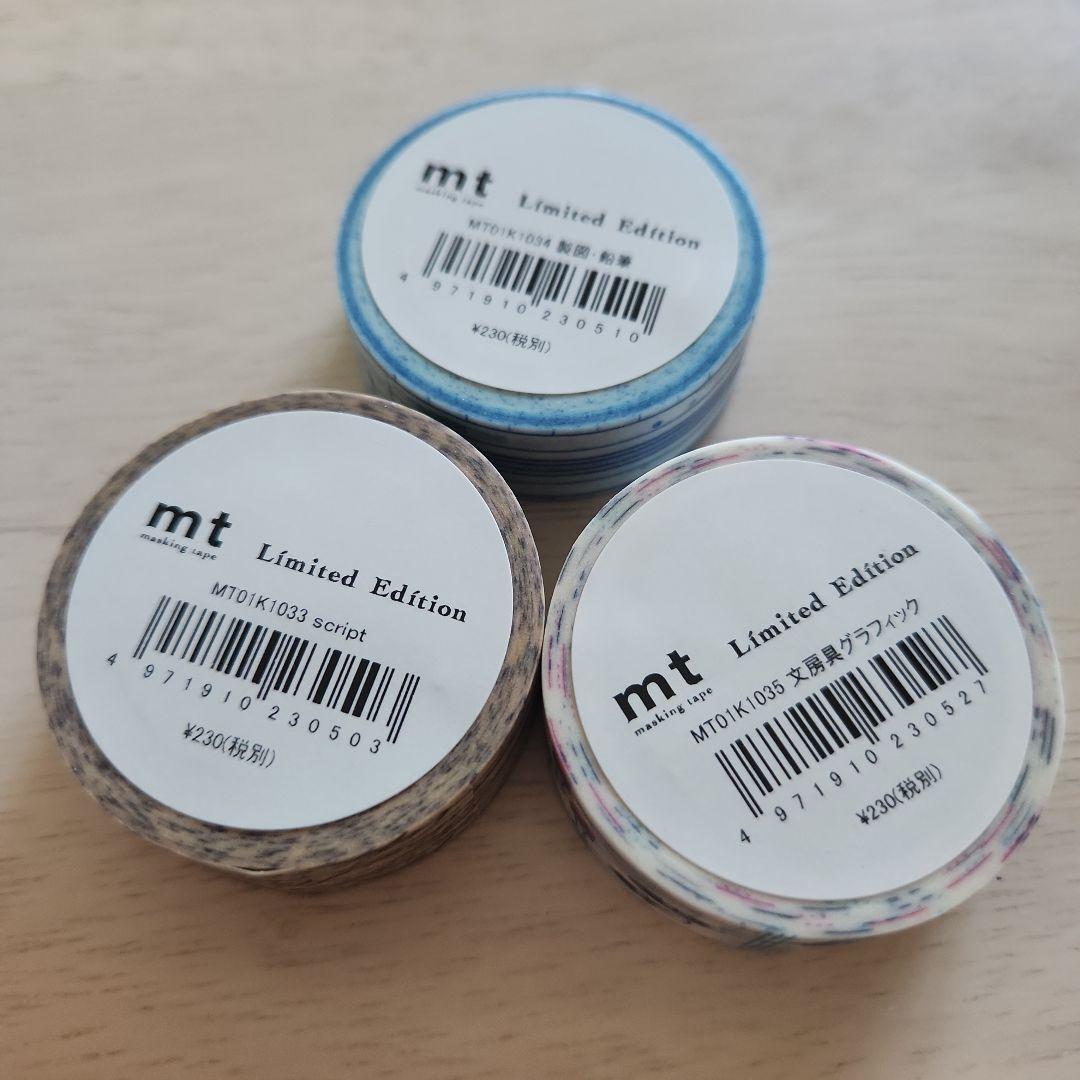 mt
masking tape
Limited Edition
MT01K1034 製図・鉛筆
4 971910 230510
¥230(税別)
mt
masking tape
Limited Edition
MT01K1033 script
4 971910 230503
¥230(税別)
mt
masking tape
Limited Edition
MT01K1035 文房具グラフィック
4 971910 230527
¥230(税別)